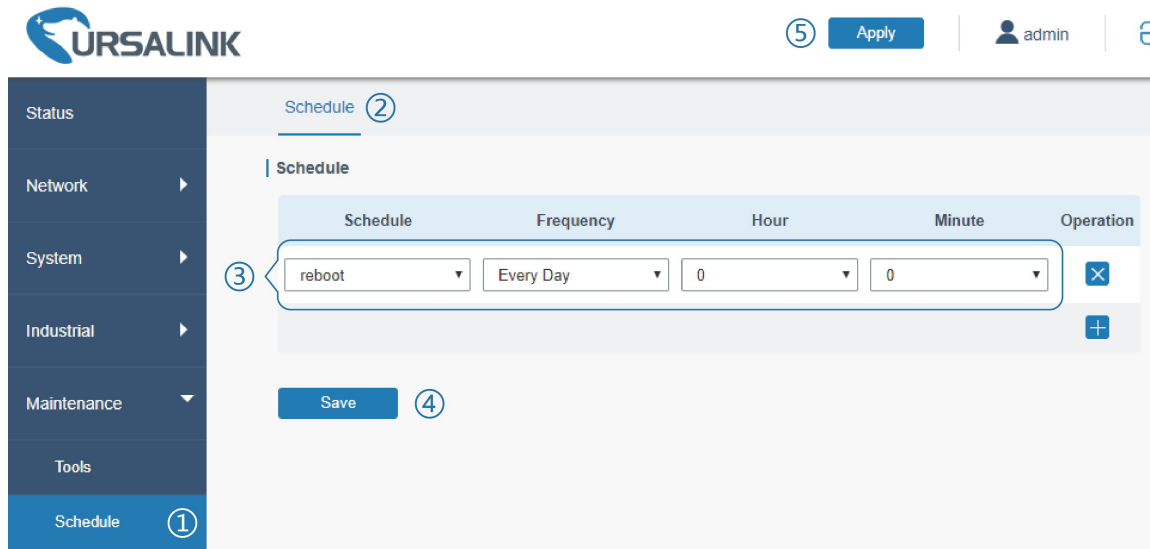 URSALINK
⑤ Apply admin
Status
Schedule ②
Schedule
Network
Schedule Frequency Hour Minute Operation
System
③ reboot Every Day 0 0
Industrial
Maintenance
Save ④
Tools
Schedule ①